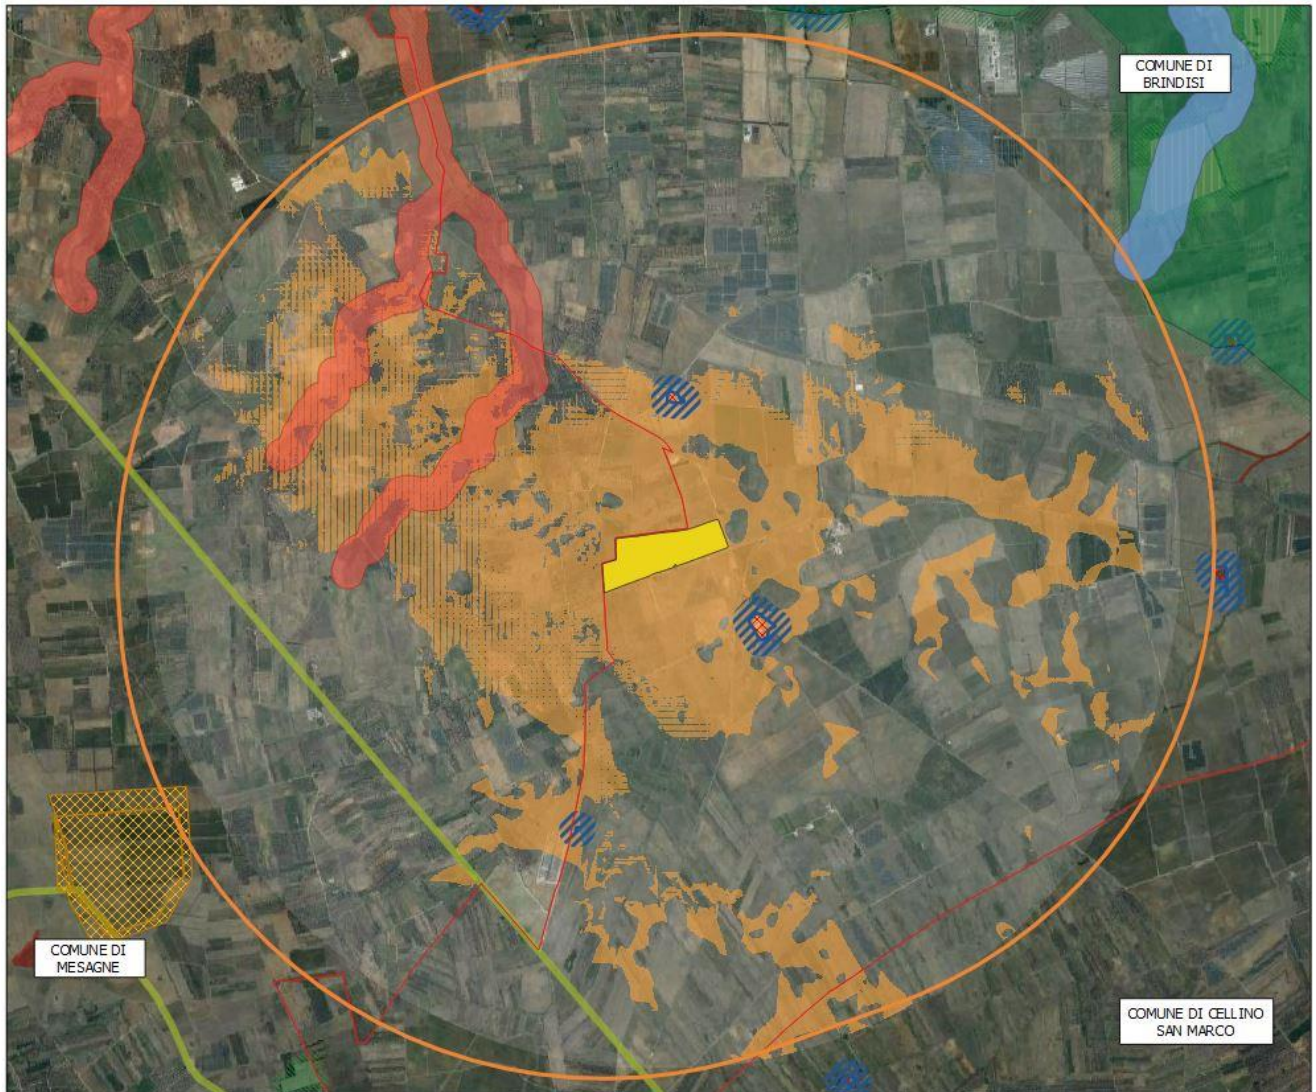 COMUNE DI
BRINDISI
COMUNE DI
MESAGNE
COMUNE DI CELLINO
SAN MARCO